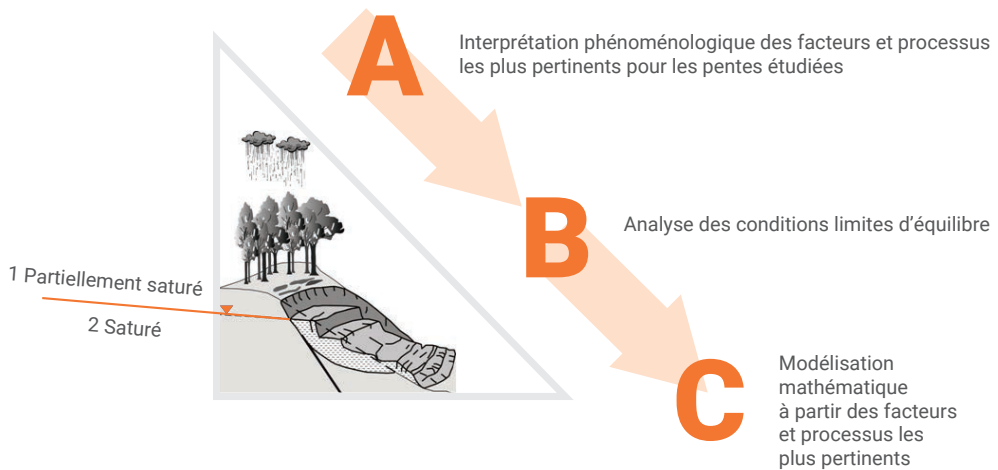 A
Interprétation phénoménologique des facteurs et processus
les plus pertinents pour les pentes étudiées
B
Analyse des conditions limites d'équilibre
1 Partiellement saturé
2 Saturé
C
Modélisation
mathématique
à partir des facteurs
et processus les
plus pertinents